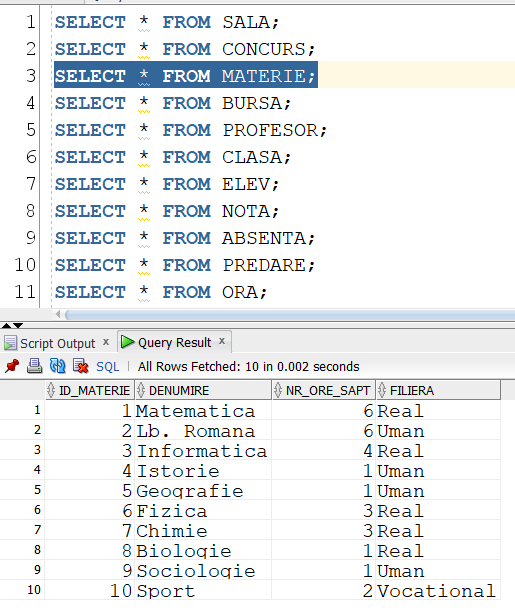 1 SELECT * FROM SALA;
2 SELECT * FROM CONCURS;
3 SELECT * FROM MATERIE;
4 SELECT * FROM BURSA;
5 SELECT * FROM PROFESOR;
6 SELECT * FROM CLASA;
7 SELECT * FROM ELEV;
8 SELECT * FROM NOTA;
9 SELECT * FROM ABSENTA;
10 SELECT * FROM PREDARE;
11 SELECT * FROM ORA;
Script Output x Query Result x
SQL | All Rows Fetched: 10 in 0.002 seconds
ID_MATERIE DENUMIRE NR_ORE_SAPT FILIERA
1 1 Matematica 6 Real
2 2 Lb. Romana 6 Uman
3 3 Informatica 4 Real
4 4 Istorie 1 Uman
5 5 Geografie 1 Uman
6 6 Fizica 3 Real
7 7 Chimie 3 Real
8 8 Biologie 1 Real
9 9 Sociologie 1 Uman
10 10 Sport 2 Vocational